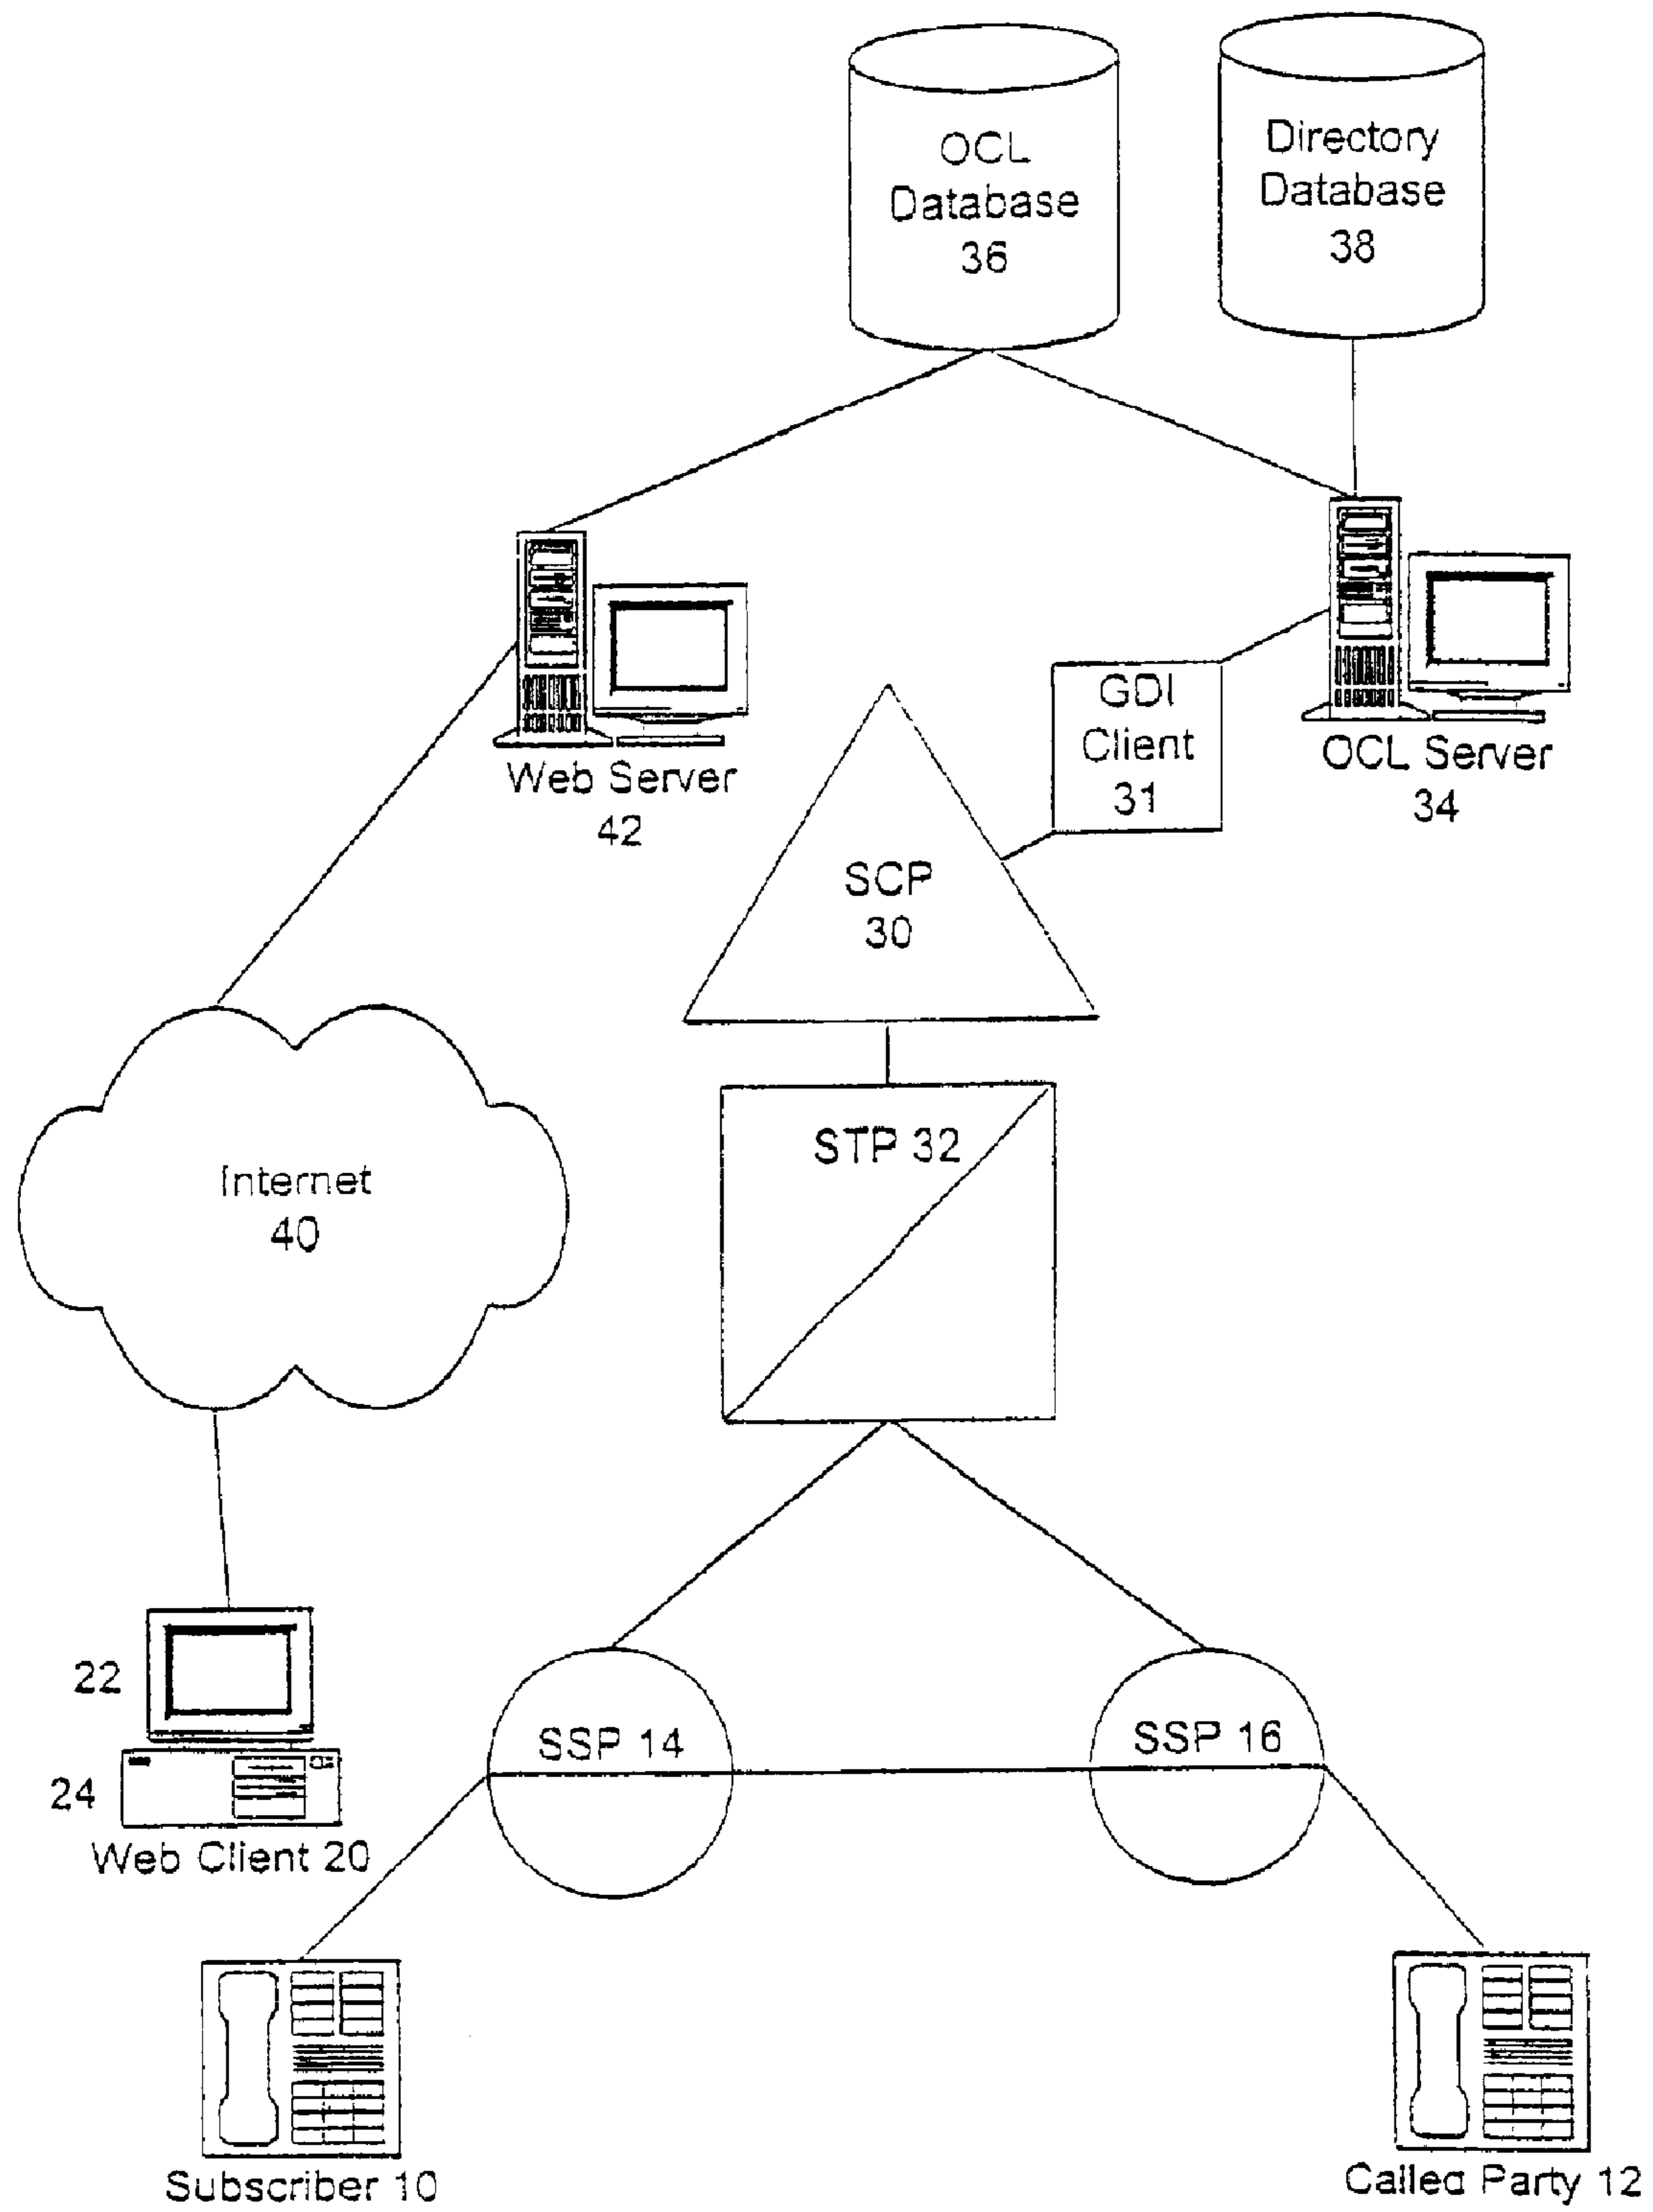 OCL
Database
36
Directory
Database
38
GDI
Client
31
OCL Server
34
Web Server
42
SCP
30
STP 32
Internet
40
22
24
Web Client 20
SSP 14
SSP 16
Subscriber 10
Called Party 12